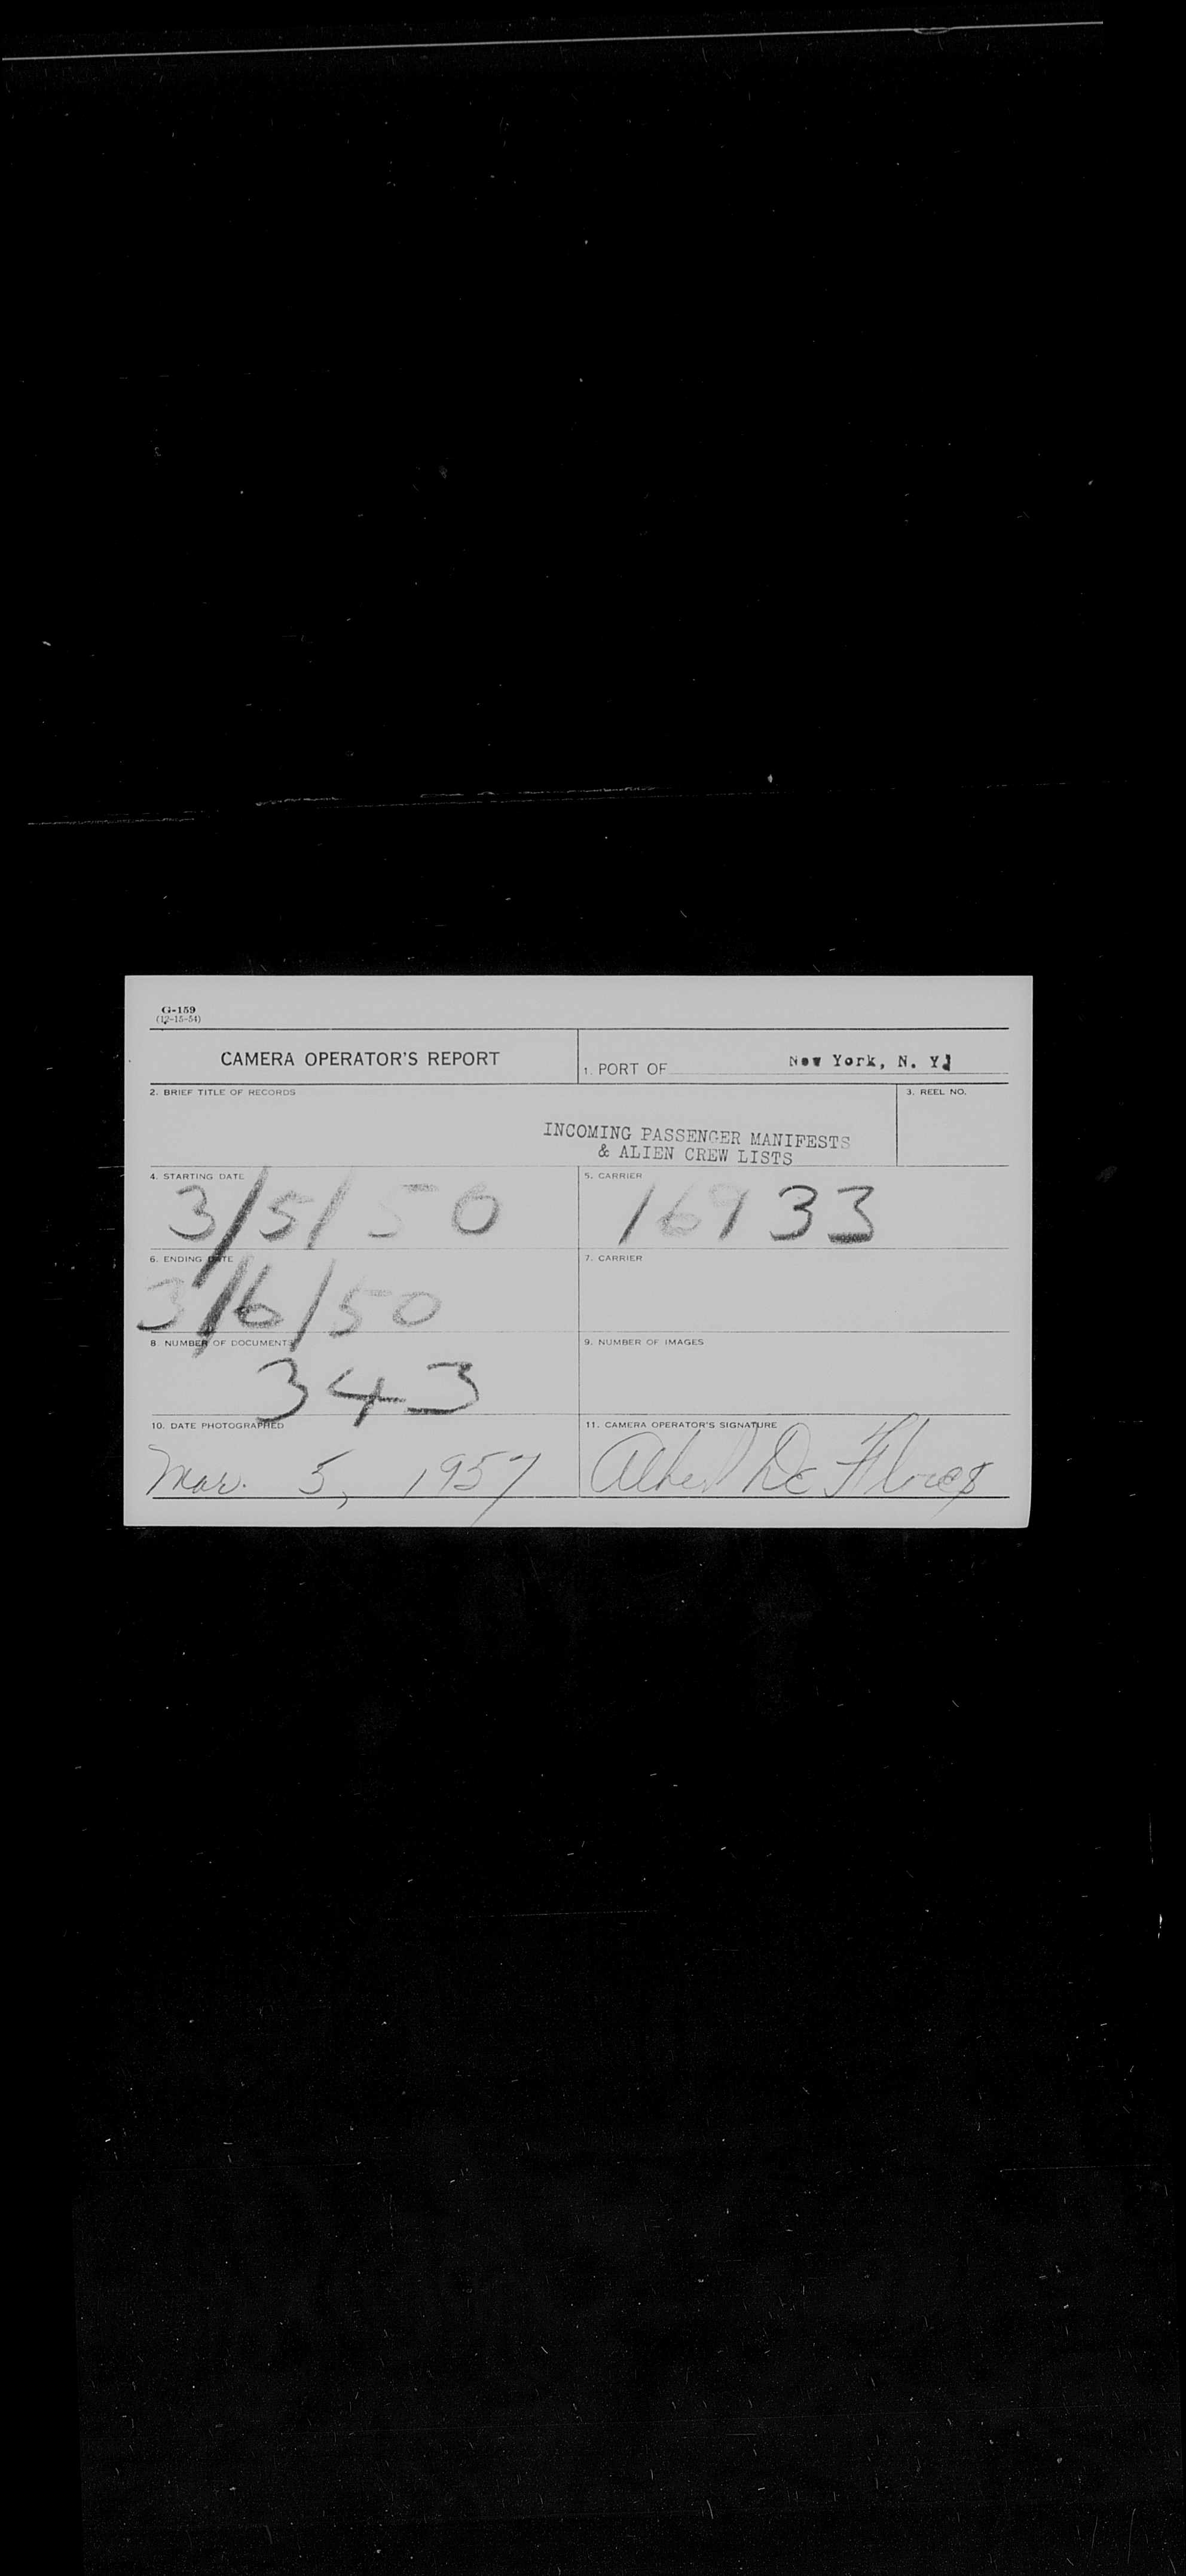 G-159
(12-15-54)
CAMERA OPERATOR'S REPORT
1. PORT OF New York, N. Y.
2. BRIEF TITLE OF RECORDS
3. REEL NO.
INCOMING PASSENGER MANIFESTS
& ALIEN CREW LISTS
4. STARTING DATE
3/5/50
5. CARRIER
16933
6. ENDING DATE
3/6/50
7. CARRIER
8 NUMBER OF DOCUMENTS
343
9. NUMBER OF IMAGES
10. DATE PHOTOGRAPHED
Mar. 5, 1957
11. CAMERA OPERATOR'S SIGNATURE
Albert De